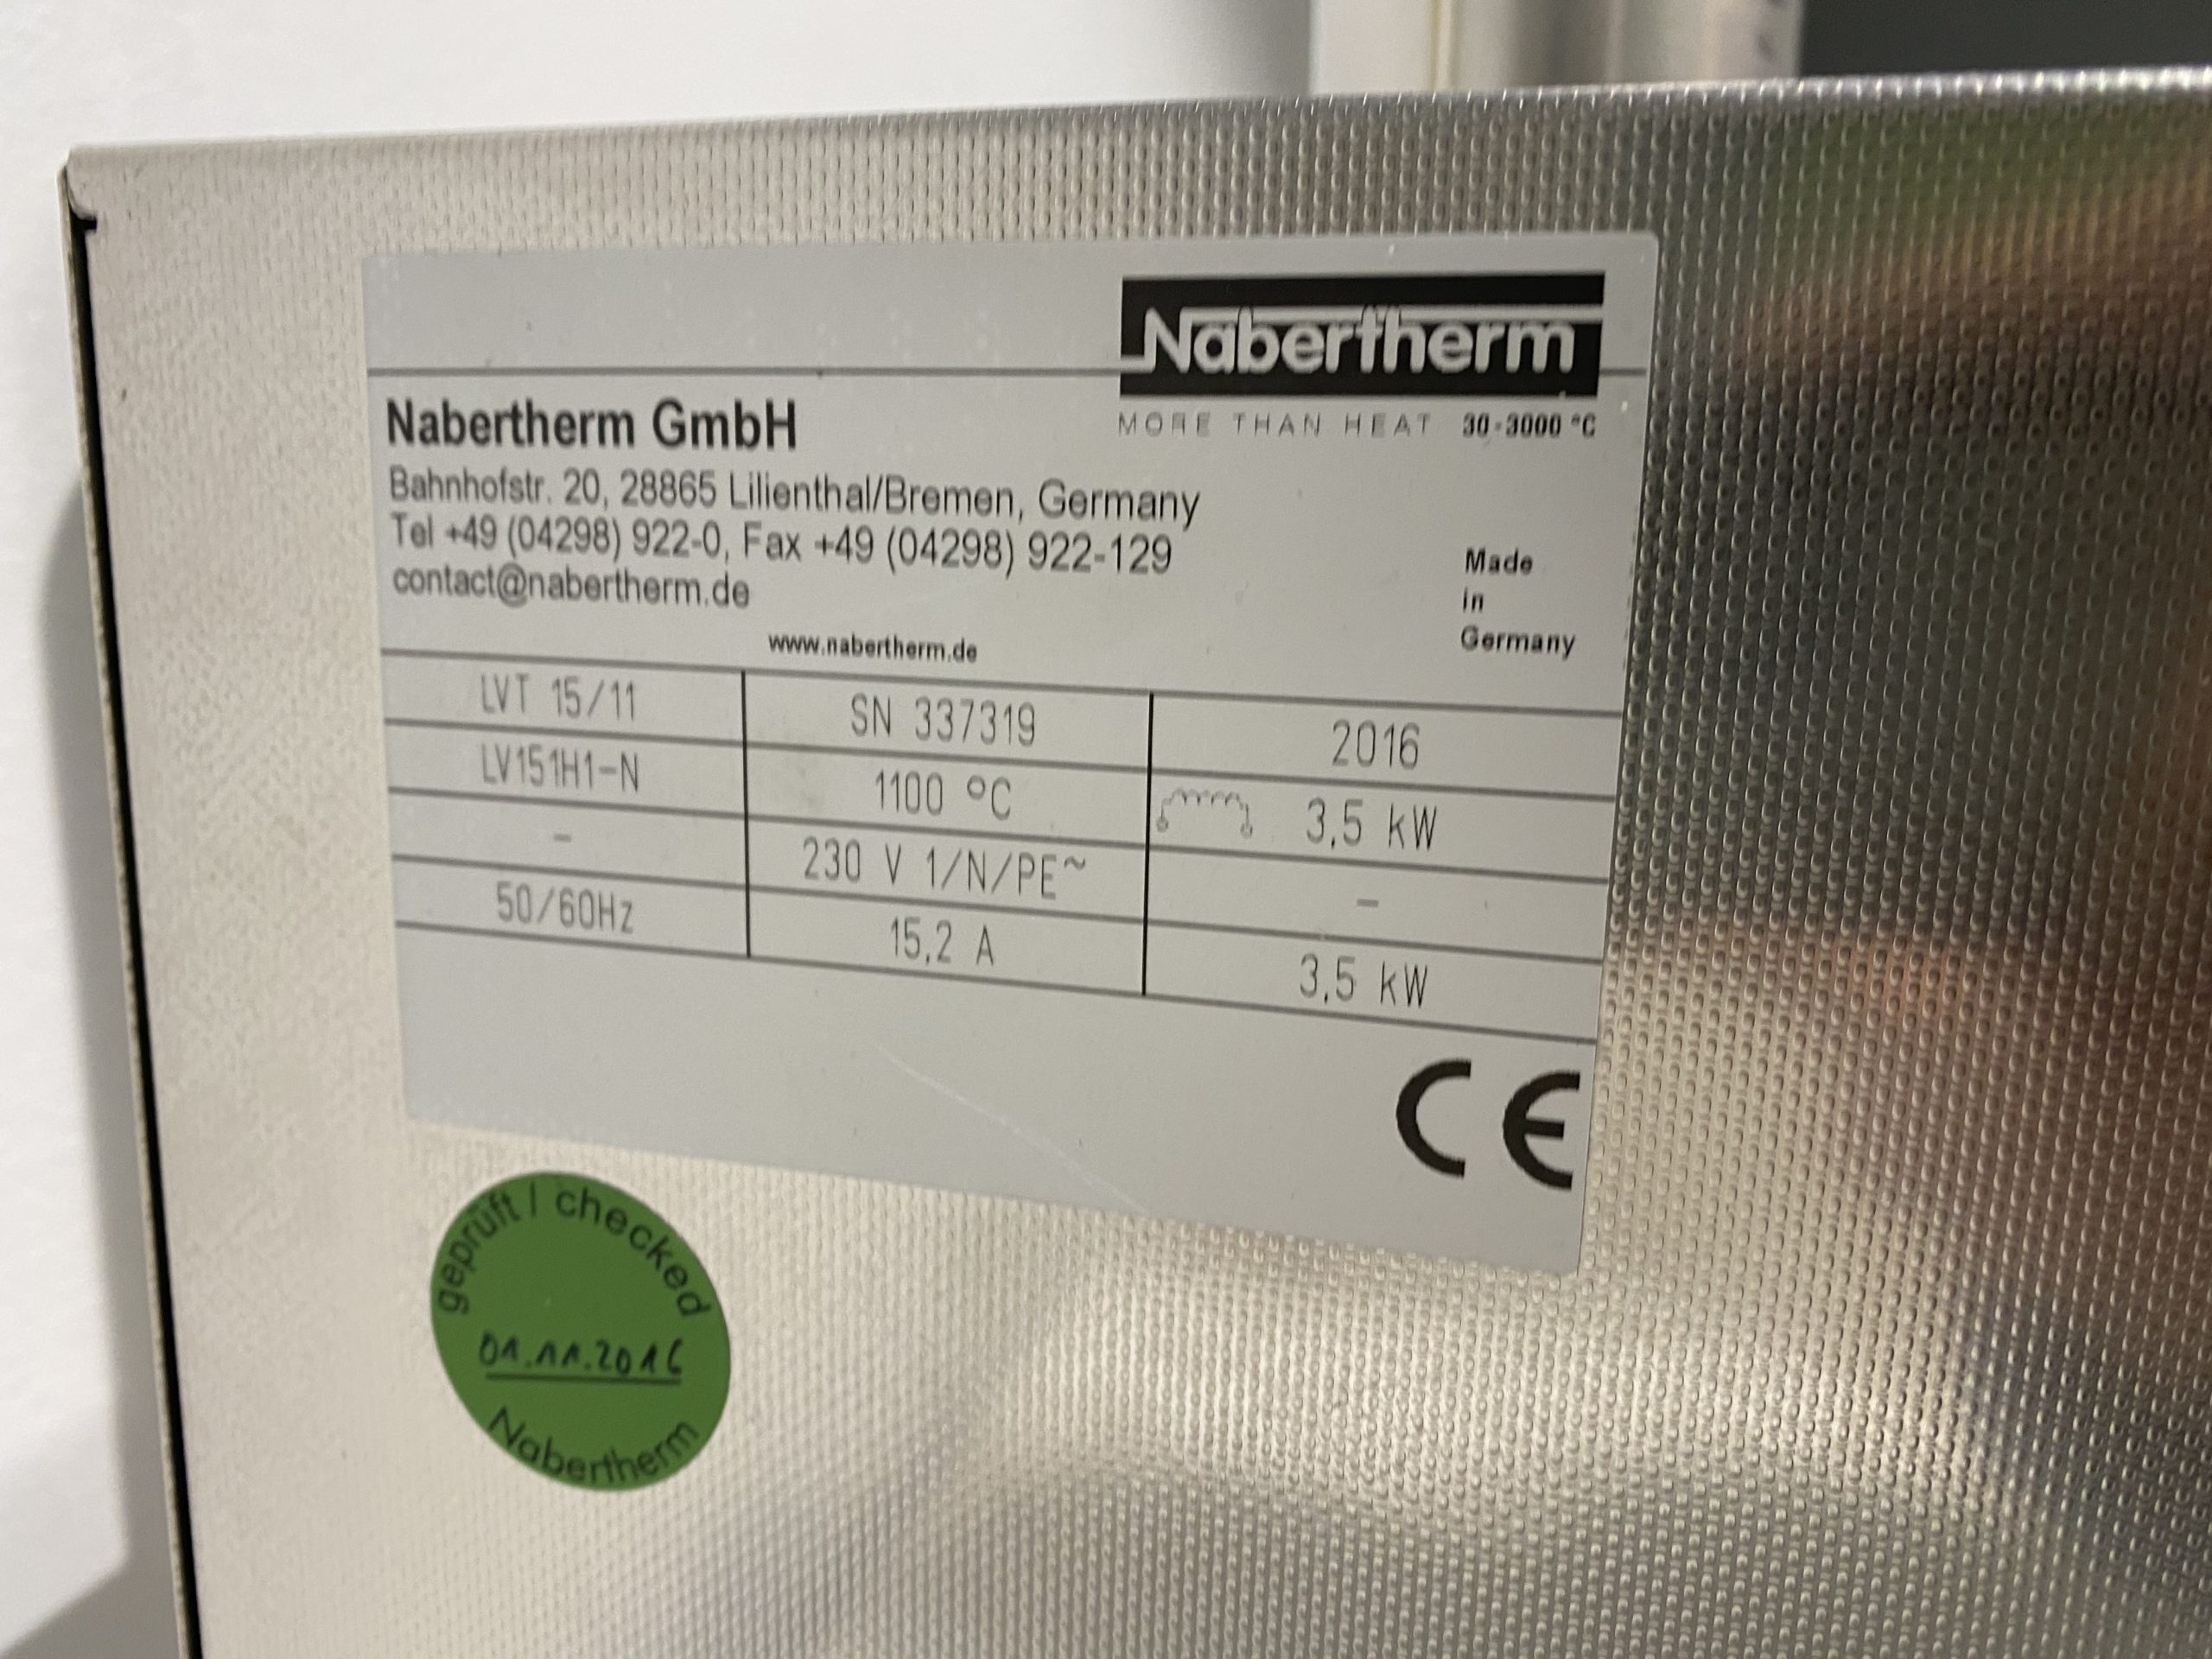 Nabertherm
MORE THAN HEAT 30-3000 °C
Nabertherm GmbH
Bahnhofstr. 20, 28865 Lilienthal/Bremen, Germany
Tel +49 (04298) 922-0, Fax +49 (04298) 922-129
contact@nabertherm.de
www.nabertherm.de
Made
in
Germany
LVT 15/11 SN 337319 2016
LV151H1-N 1100 °C 3,5 kW
- 230 V 1/N/PE~ -
50/60Hz 15,2 A 3,5 kW
CE
geprüft / checked
01.11.2016
Nabertherm